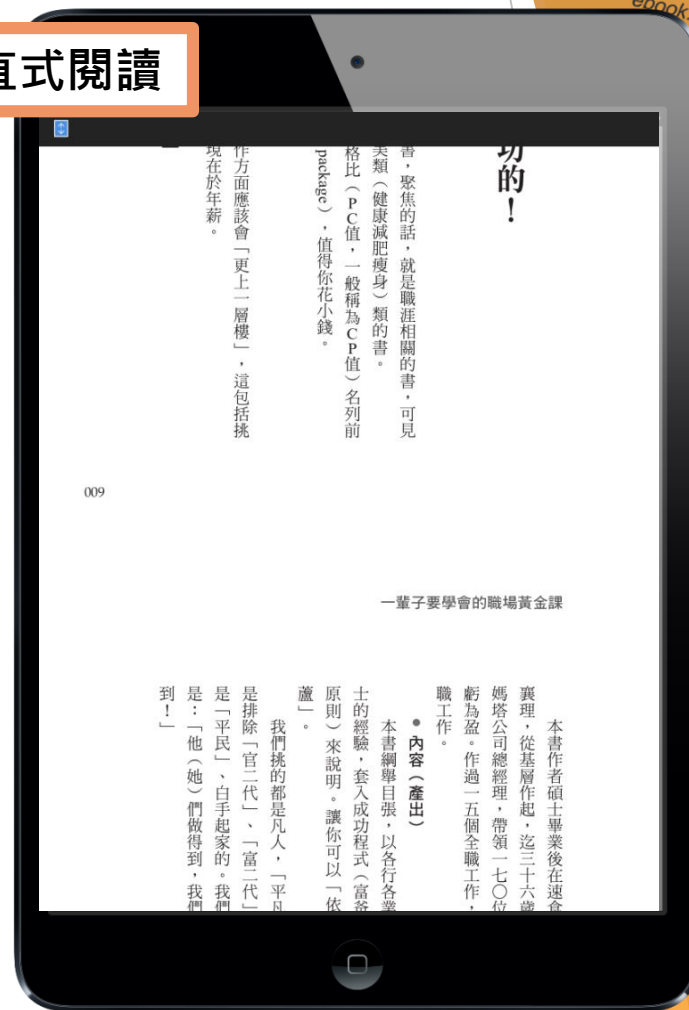 ebook
直式閱讀
功的！
書，聚焦的話，就是職涯相關的書，可見
美類（健康減肥瘦身）類的書。
格比（PC值，一般稱為CP值）名列前
package），值得你花小錢。
作方面應該會「更上一層樓」，這包括挑
現在於年薪。
009
一輩子要學會的職場黃金課
本書作者碩士畢業後在速食
襄理，從基層作起，迄三十六歲
媽塔公司總經理，帶領一七〇位
虧為盈。作過一五個全職工作，
職工作。
●內容（產出）
本書綱舉目張，以各行各業
士的經驗，套入成功程式（富爸
原則）來說明。讓你可以「依
蘆」。
我們挑的都是凡人，「平凡
是排除「官二代」、「富二代」
是「平民」、白手起家的。我們
是：「他（她）們做得到，我們
到！」